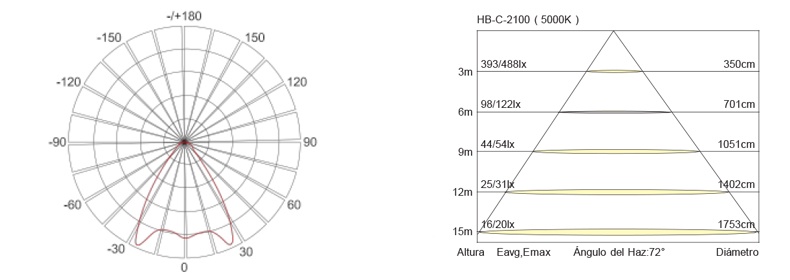 -/+180
-150
150
-120
120
-90
90
-60
60
-30
30
0
HB-C-2100 ( 5000K )
3m 393/488lx 350cm
6m 98/122lx 701cm
9m 44/54lx 1051cm
12m 25/31lx 1402cm
15m 16/20lx 1753cm
Altura Eavg,Emax Ángulo del Haz:72° Diámetro